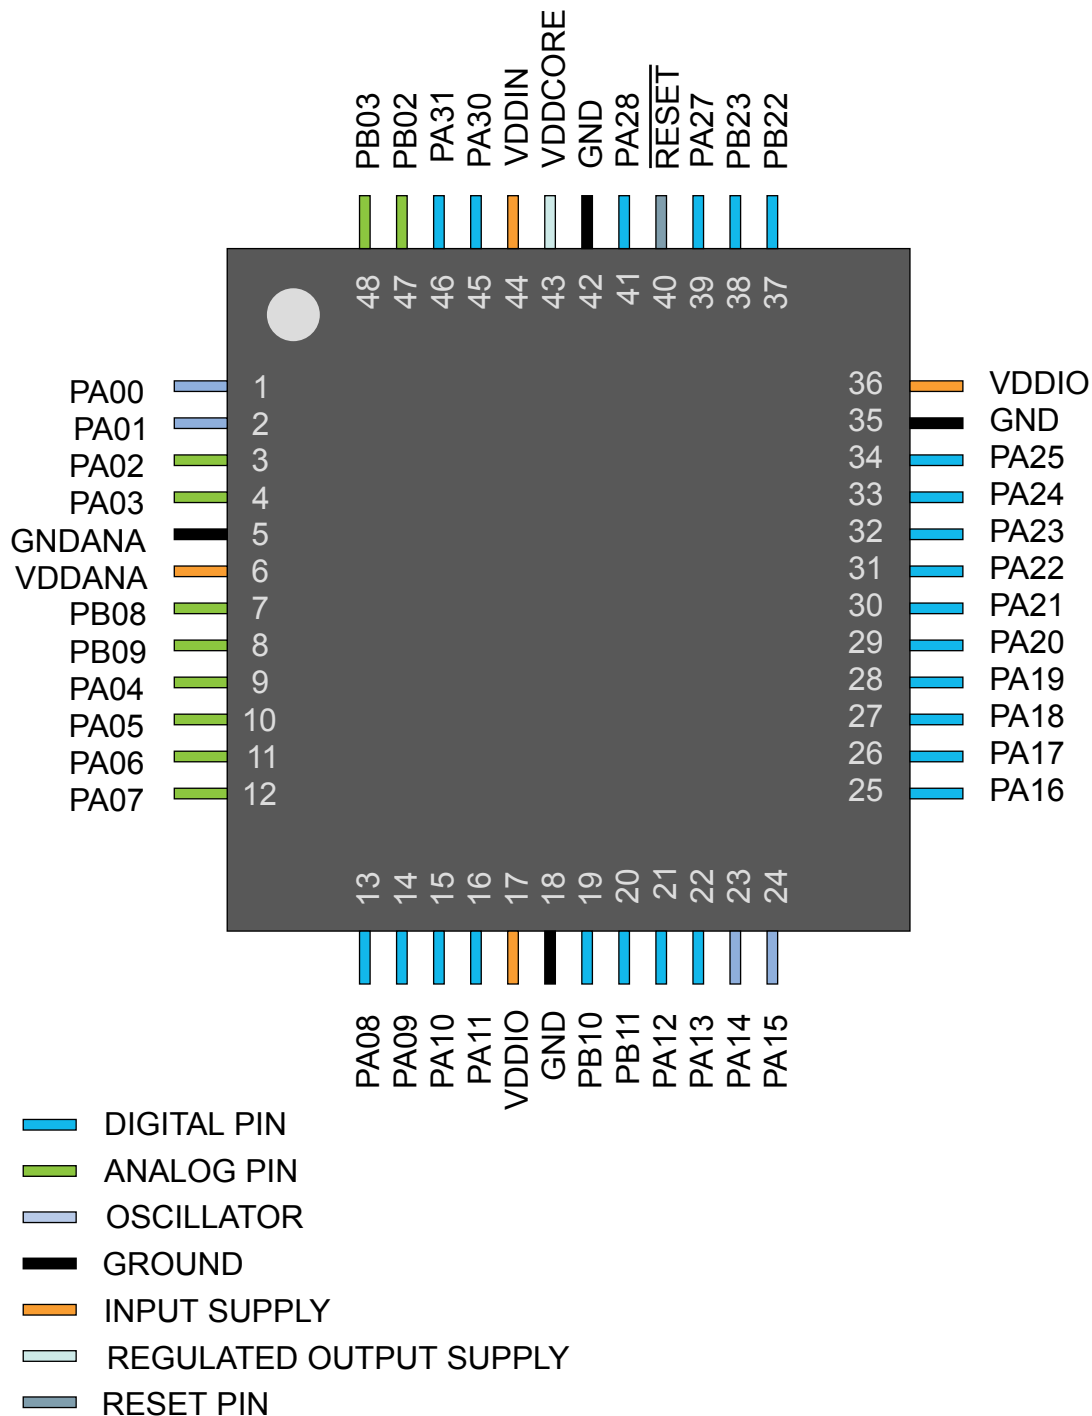 PB03
PB02
PA31
PA30
VDDIN
VDDCORE
GND
PA28
RESET
PA27
PB23
PB22
48
47
46
45
44
43
42
41
40
39
38
37
PA00 1
PA01 2
PA02 3
PA03 4
GNDANA 5
VDDANA 6
PB08 7
PB09 8
PA04 9
PA05 10
PA06 11
PA07 12
36 VDDIO
35 GND
34 PA25
33 PA24
32 PA23
31 PA22
30 PA21
29 PA20
28 PA19
27 PA18
26 PA17
25 PA16
13
14
15
16
17
18
19
20
21
22
23
24
PA08
PA09
PA10
PA11
VDDIO
GND
PB10
PB11
PA12
PA13
PA14
PA15
DIGITAL PIN
ANALOG PIN
OSCILLATOR
GROUND
INPUT SUPPLY
REGULATED OUTPUT SUPPLY
RESET PIN